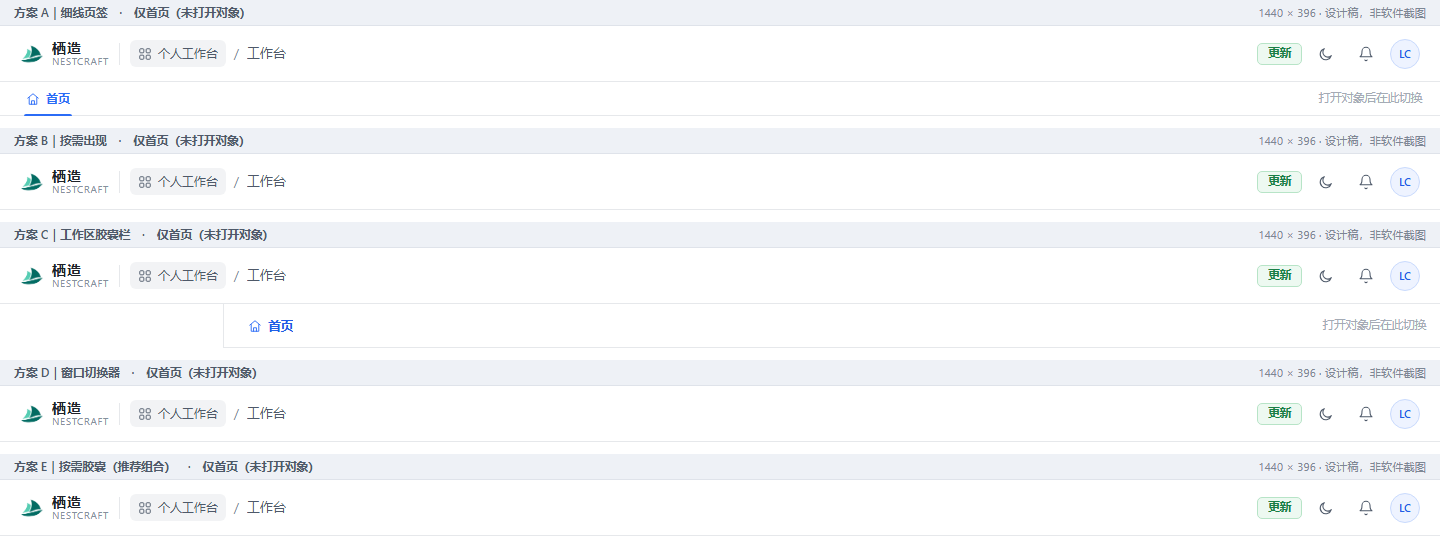 方案 A | 细线页签 · 仅首页（未打开对象） 1440 × 396 · 设计稿，非软件截图
栖造 NESTCRAFT 个人工作台 / 工作台 更新 LC
首页 打开对象后在此切换
方案 B | 按需出现 · 仅首页（未打开对象） 1440 × 396 · 设计稿，非软件截图
栖造 NESTCRAFT 个人工作台 / 工作台 更新 LC
方案 C | 工作区胶囊栏 · 仅首页（未打开对象） 1440 × 396 · 设计稿，非软件截图
栖造 NESTCRAFT 个人工作台 / 工作台 更新 LC
首页 打开对象后在此切换
方案 D | 窗口切换器 · 仅首页（未打开对象） 1440 × 396 · 设计稿，非软件截图
栖造 NESTCRAFT 个人工作台 / 工作台 更新 LC
方案 E | 按需胶囊（推荐组合） · 仅首页（未打开对象） 1440 × 396 · 设计稿，非软件截图
栖造 NESTCRAFT 个人工作台 / 工作台 更新 LC